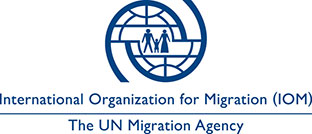 International Organization for Migration (IOM)
The UN Migration Agency